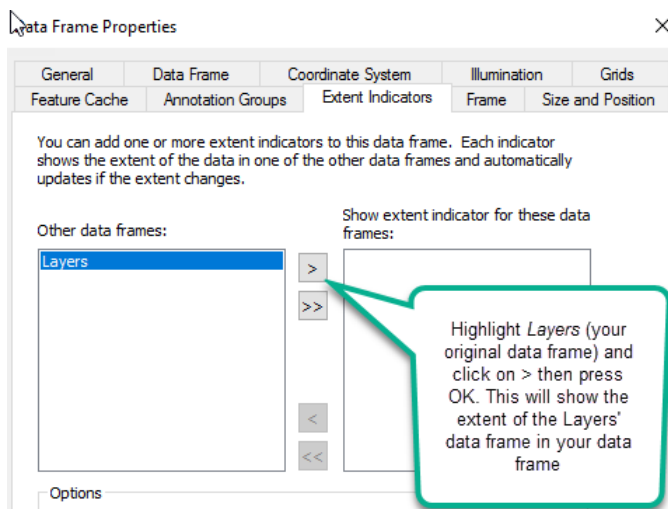 ata Frame Properties
General Data Frame Coordinate System Illumination Grids
Feature Cache Annotation Groups Extent Indicators Frame Size and Position
You can add one or more extent indicators to this data frame. Each indicator
shows the extent of the data in one of the other data frames and automatically
updates if the extent changes.
Other data frames:
Show extent indicator for these data
frames:
Layers
>
>>
<
<<
Highlight Layers (your
original data frame) and
click on > then press
OK. This will show the
extent of the Layers'
data frame in your data
frame
Options